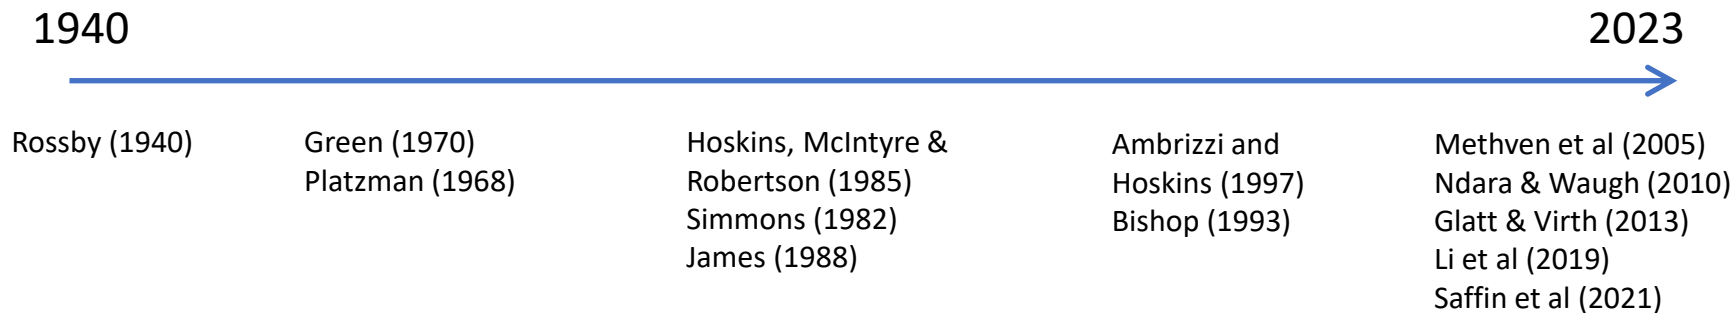 1940
2023
Rossby (1940)
Green (1970)
Platzman (1968)
Hoskins, McIntyre &
Robertson (1985)
Simmons (1982)
James (1988)
Ambrizzi and
Hoskins (1997)
Bishop (1993)
Methven et al (2005)
Ndara & Waugh (2010)
Glatt & Virth (2013)
Li et al (2019)
Saffin et al (2021)